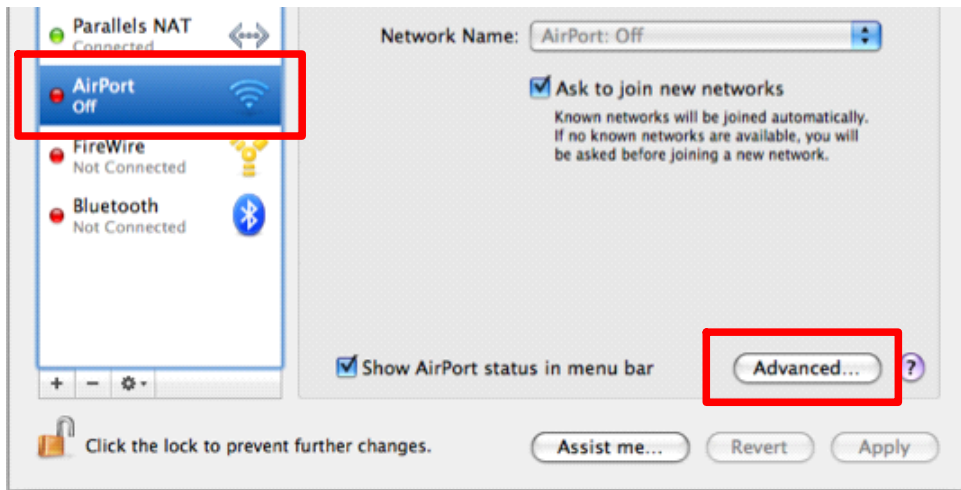 Parallels NAT
Connected
AirPort
Off
FireWire
Not Connected
Bluetooth
Not Connected
+ −
Network Name: AirPort: Off
Ask to join new networks
Known networks will be joined automatically.
If no known networks are available, you will
be asked before joining a new network.
Show AirPort status in menu bar
Advanced... ?
Click the lock to prevent further changes.
Assist me... Revert Apply